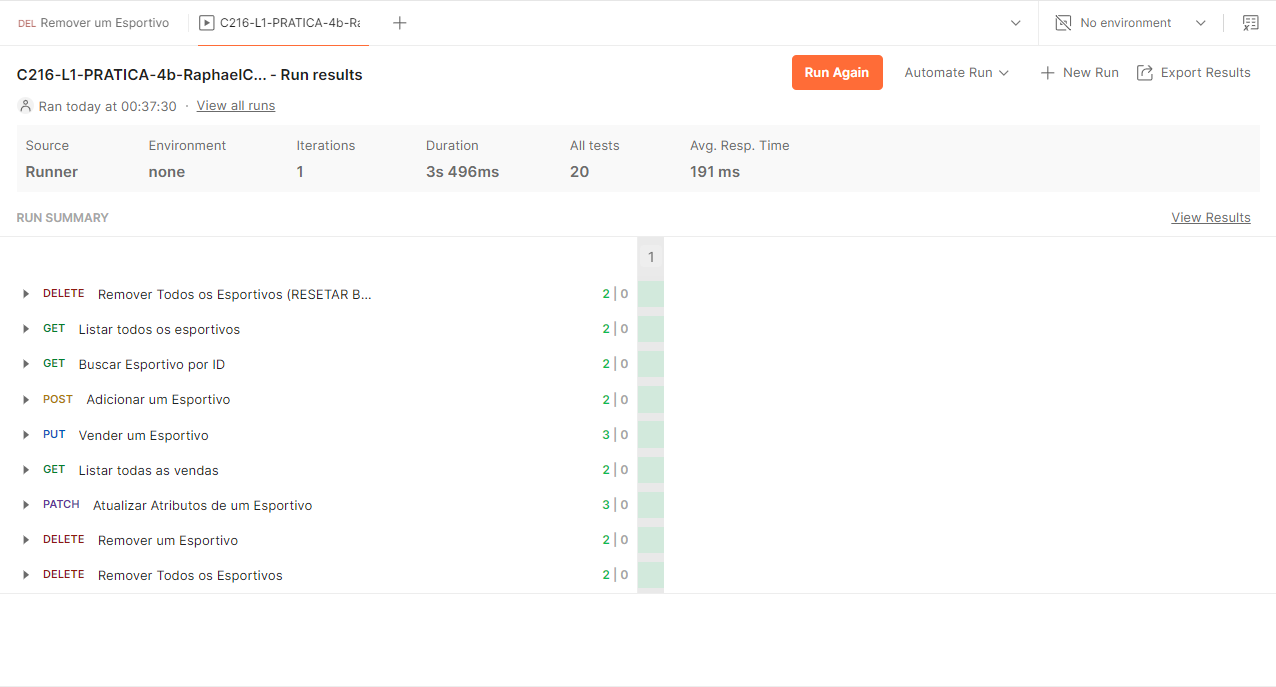 DEL Remover um Esportivo C216-L1-PRATICA-4b-Ra No environment
C216-L1-PRATICA-4b-RaphaelC... - Run results Run Again Automate Run New Run Export Results
Ran today at 00:37:30 · View all runs
Source Environment Iterations Duration All tests Avg. Resp. Time
Runner none 1 3s 496ms 20 191 ms
RUN SUMMARY View Results
1
DELETE Remover Todos os Esportivos (RESETAR B... 2 | 0
GET Listar todos os esportivos 2 | 0
GET Buscar Esportivo por ID 2 | 0
POST Adicionar um Esportivo 2 | 0
PUT Vender um Esportivo 3 | 0
GET Listar todas as vendas 2 | 0
PATCH Atualizar Atributos de um Esportivo 3 | 0
DELETE Remover um Esportivo 2 | 0
DELETE Remover Todos os Esportivos 2 | 0